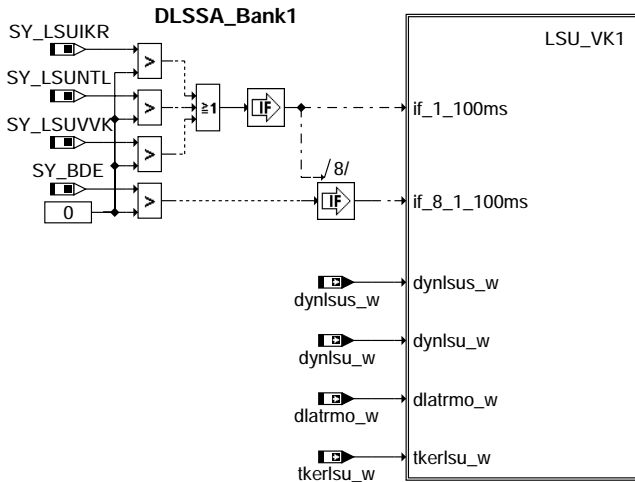 DLSSA_Bank1
SY_LSUIKR
LSU_VK1
>
SY_LSUNTL
>
≥1
IF
if_1_100ms
SY_LSUVVK
>
SY_BDE
/8/
>
IF
if_8_1_100ms
0
dynlsus_w
dynlsus_w
dynlsu_w
dynlsu_w
dlatrmo_w
dlatrmo_w
tkerlsu_w
tkerlsu_w